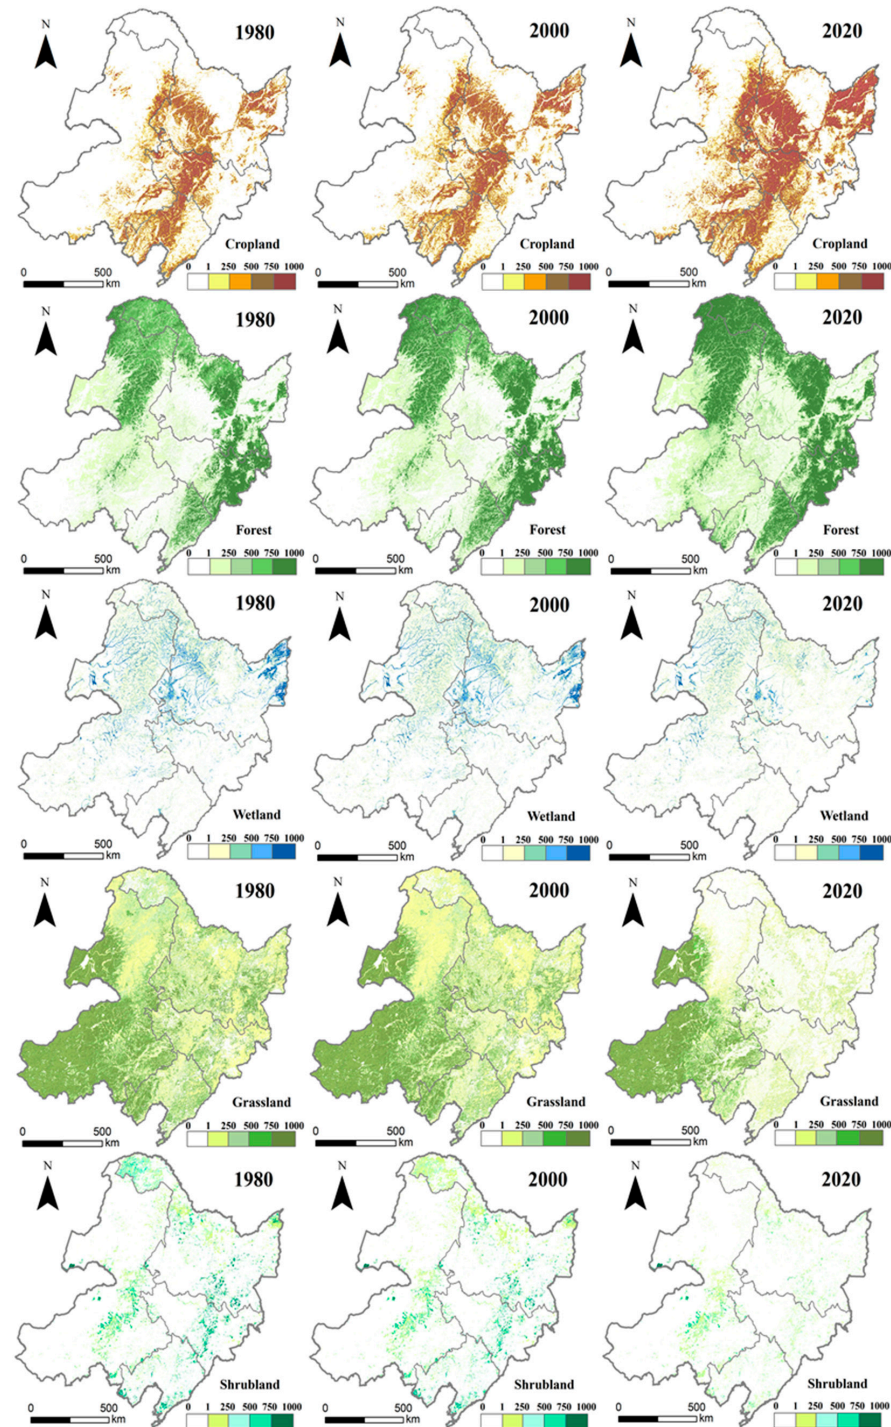 N 1980 N 2000 N 2020
Cropland Cropland Cropland
0 500 km 0 1 250 500 750 1000 0 500 km 0 1 250 500 750 1000 0 500 km 0 1 250 500 750 1000
N 1980 N 2000 N 2020
Forest Forest Forest
0 500 km 0 1 250 500 750 1000 0 500 km 0 1 250 500 750 1000 0 500 km 0 1 250 500 750 1000
N 1980 N 2000 N 2020
Wetland Wetland Wetland
0 500 km 0 1 250 500 750 1000 0 500 km 0 1 250 500 750 1000 0 500 km 0 1 250 500 750 1000
N 1980 N 2000 N 2020
Grassland Grassland Grassland
0 500 km 0 1 250 500 750 1000 0 500 km 0 1 250 500 750 1000 0 500 km 0 1 250 500 750 1000
N 1980 N 2000 N 2020
Shrubland Shrubland Shrubland
0 500 km 0 1 250 500 750 1000 0 500 km 0 1 250 500 750 1000 0 500 km 0 1 250 500 750 1000